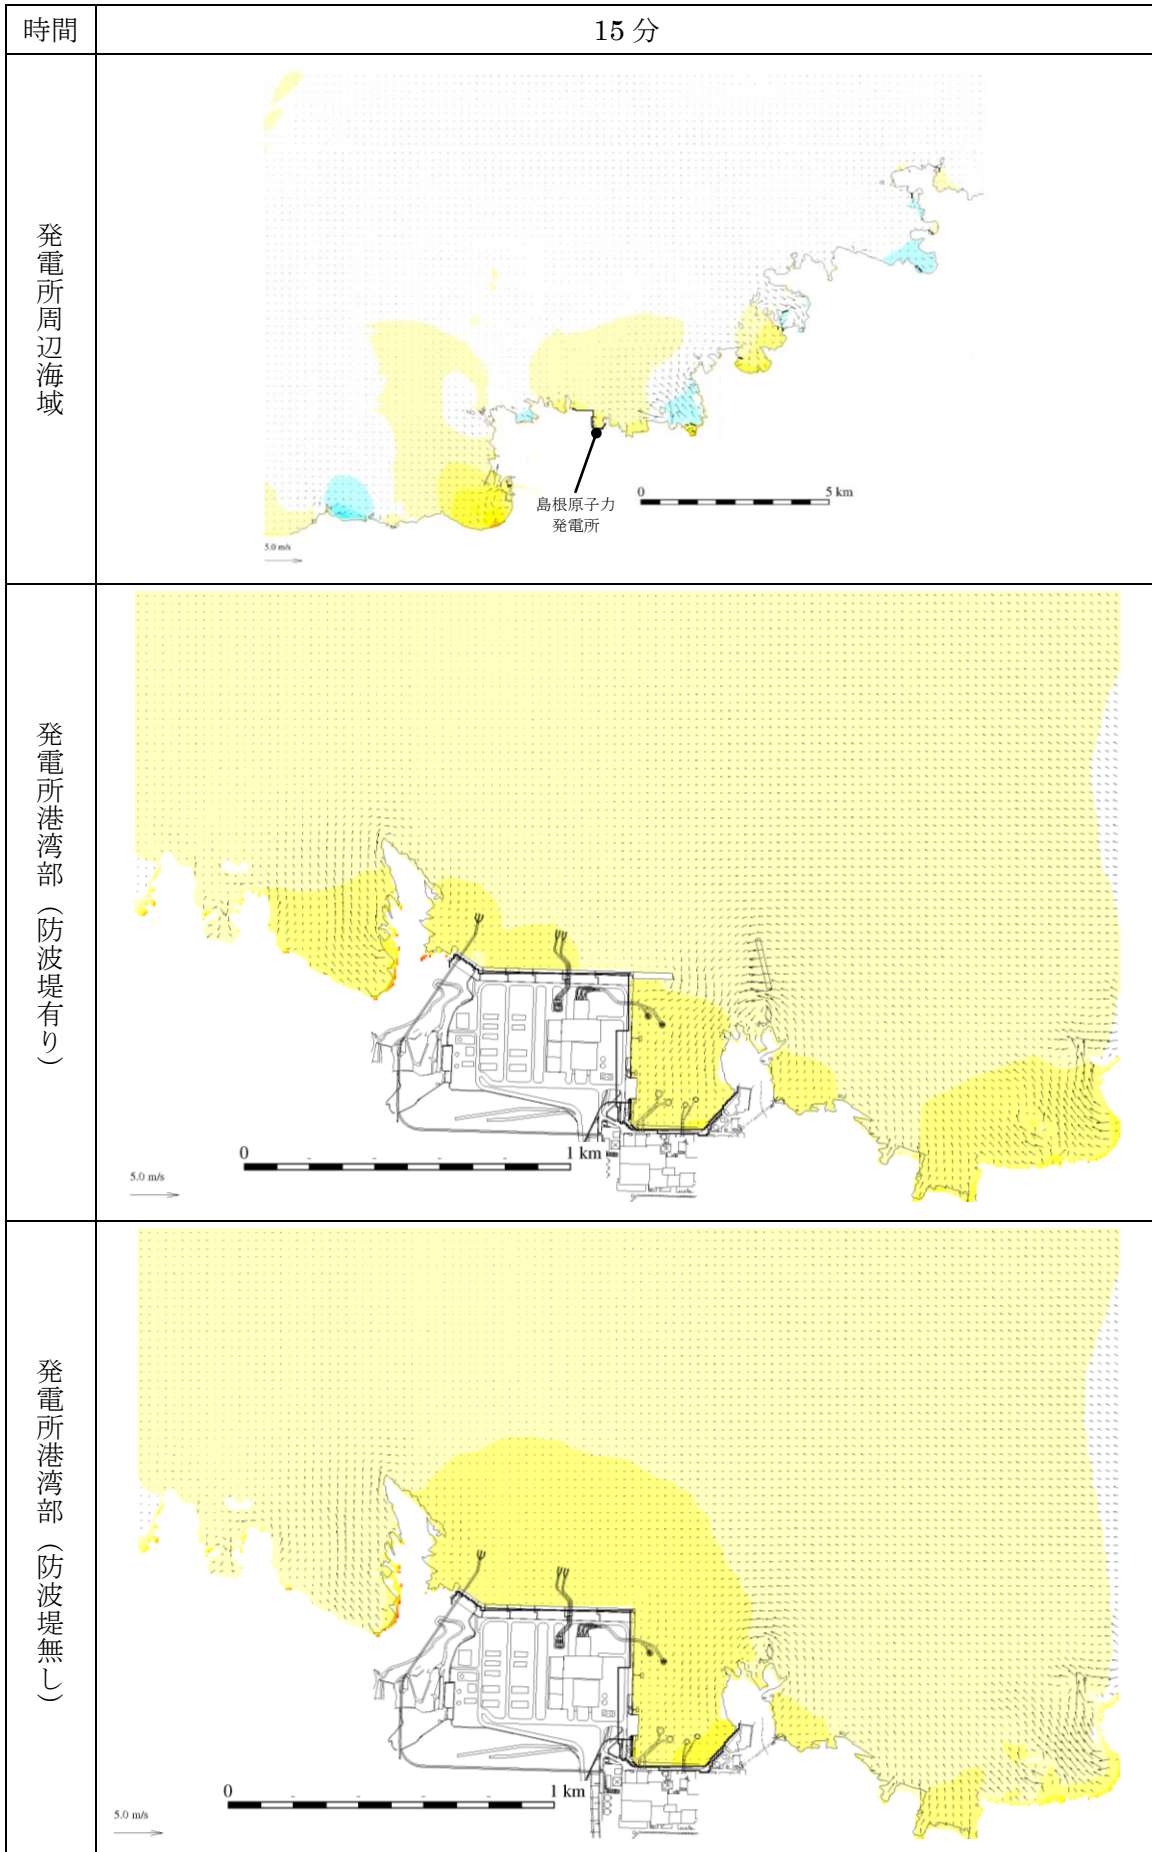 時間
15 分
発電所周辺海域
島根原子力
発電所
0 5 km
5.0 m/s
発電所港湾部（防波堤有り）
0 1 km
5.0 m/s
発電所港湾部（防波堤無し）
0 1 km
5.0 m/s